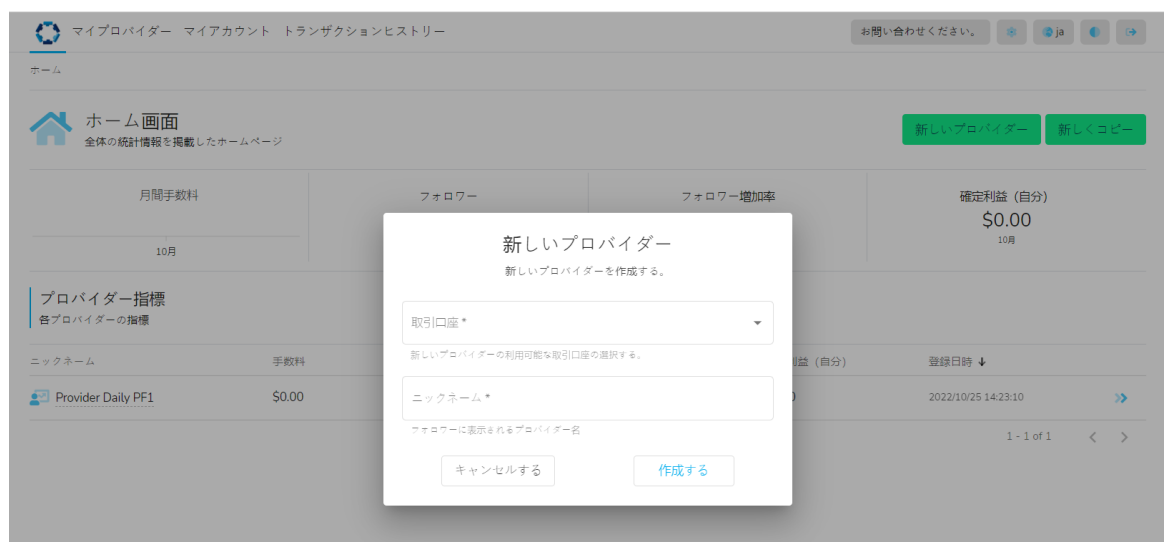 マイプロバイダー マイアカウント トランザクションヒストリー お問い合わせください。 ja
ホーム
ホーム画面
全体の統計情報を掲載したホームページ
新しいプロバイダー 新しくコピー
月間手数料 フォロワー フォロワー増加率 確定利益（自分）
$0.00
10月 10月
新しいプロバイダー
新しいプロバイダーを作成する。
プロバイダー指標
各プロバイダーの指標
取引口座 *
新しいプロバイダーの利用可能な取引口座の選択する。
ニックネーム 手数料 益（自分） 登録日時
Provider Daily PF1 $0.00 2022/10/25 14:23:10
ニックネーム *
フォロワーに表示されるプロバイダー名
1 - 1 of 1
キャンセルする 作成する